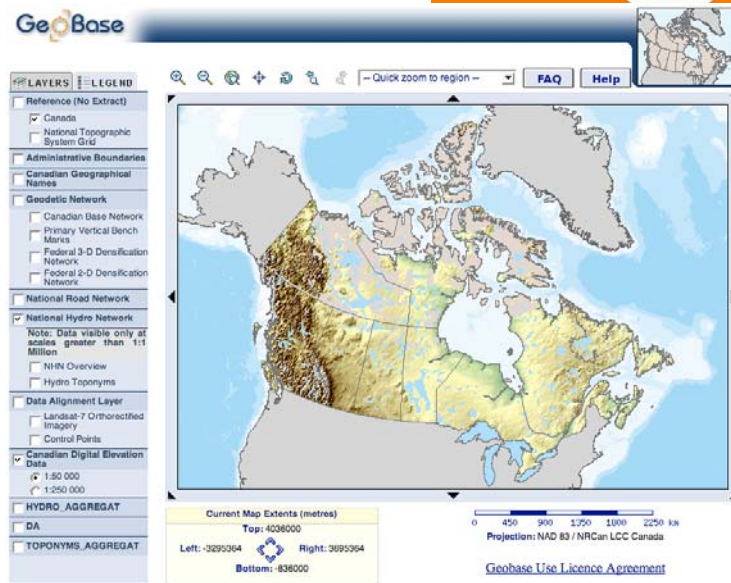 GeoBase
LAYERS LEGEND
-- Quick zoom to region --
FAQ
Help
Reference (No Extract)
Canada
National Topographic
System Grid
Administrative Boundaries
Canadian Geographical
Names
Geodetic Network
Canadian Base Network
Primary Vertical Bench
Marks
Federal 3-D Densification
Network
Federal 2-D Densification
Network
National Road Network
National Hydro Network
Note: Data visible only at
scales greater than 1:1
Million
NHN Overview
Hydro Toponyms
Data Alignment Layer
Landsat-7 Orthorectified
Imagery
Control Points
Canadian Digital Elevation
Data
1:50 000
1:250 000
HYDRO_AGGREGAT
DA
TOPONYMS_AGGREGAT
Current Map Extents (metres)
Top: 4036000
Left: -3295364 Right: 3695364
Bottom: -836000
0 450 900 1350 1800 2250 km
Projection: NAD 83 / NRCan LCC Canada
Geobase Use Licence Agreement